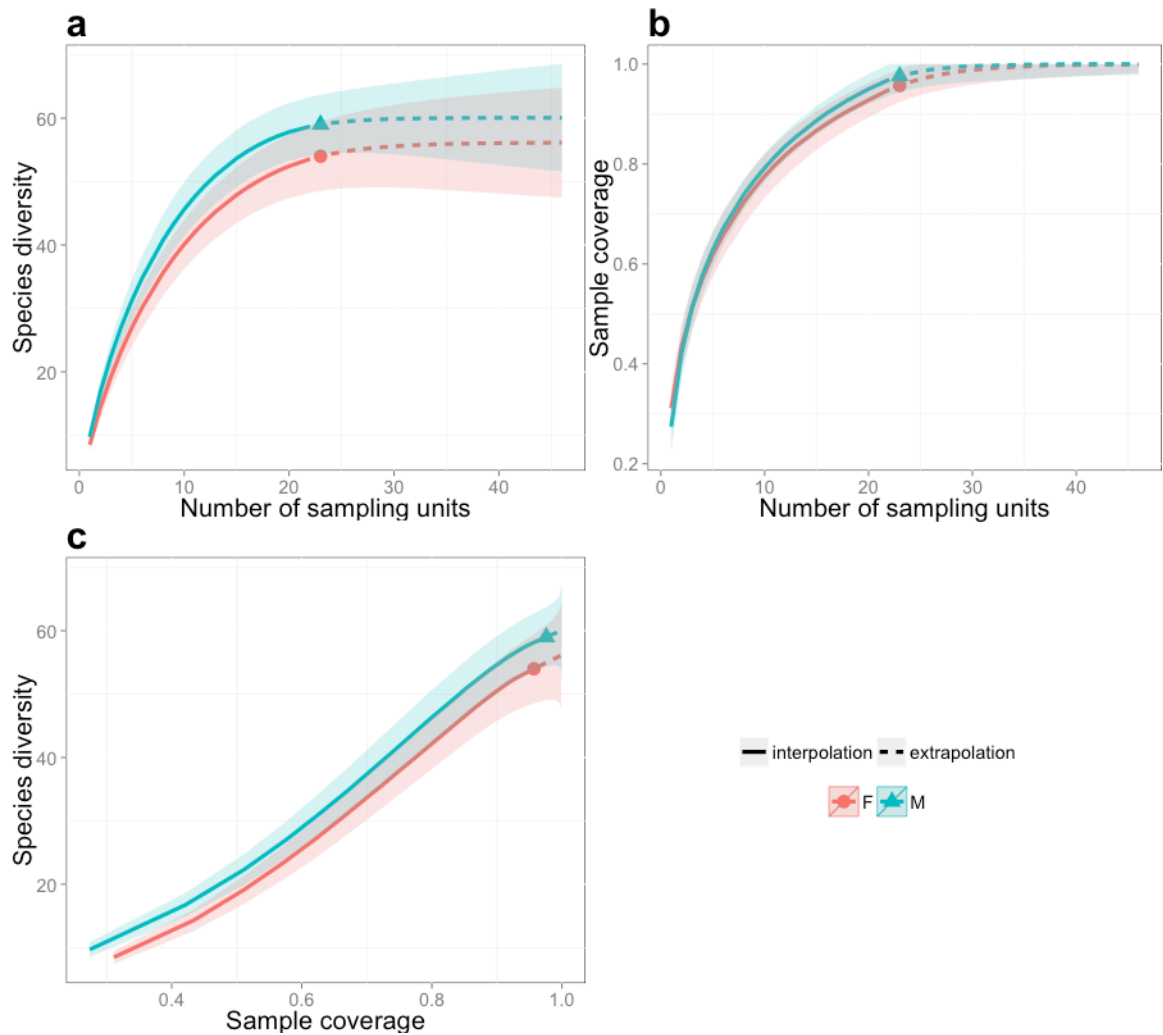 a
60
40
20
Species diversity
0 10 20 30 40
Number of sampling units
b
1.0
0.8
0.6
0.4
0.2
Sample coverage
0 10 20 30 40
Number of sampling units
c
60
40
20
Species diversity
0.4 0.6 0.8 1.0
Sample coverage
interpolation extrapolation
F M